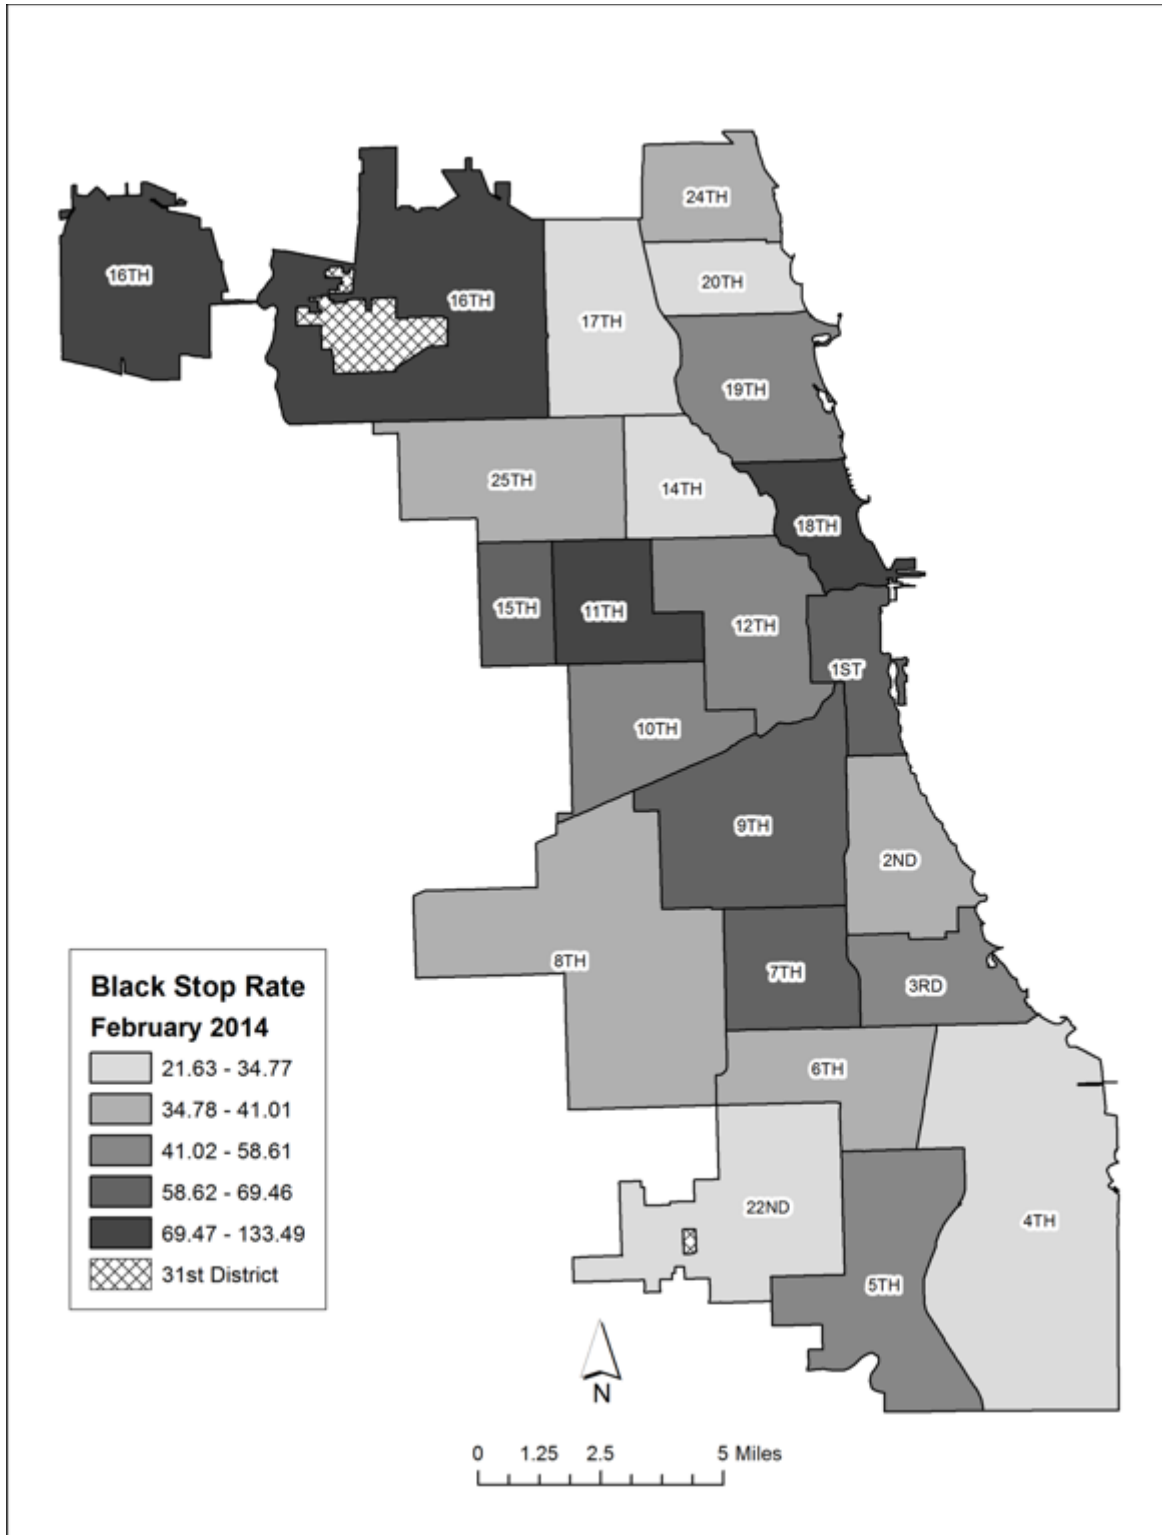 24TH
16TH
20TH
16TH
17TH
19TH
25TH
14TH
18TH
15TH
11TH
12TH
1ST
10TH
9TH
2ND
8TH
7TH
3RD
6TH
22ND
4TH
5TH
Black Stop Rate
February 2014
21.63 - 34.77
34.78 - 41.01
41.02 - 58.61
58.62 - 69.46
69.47 - 133.49
31st District
N
0 1.25 2.5 5 Miles